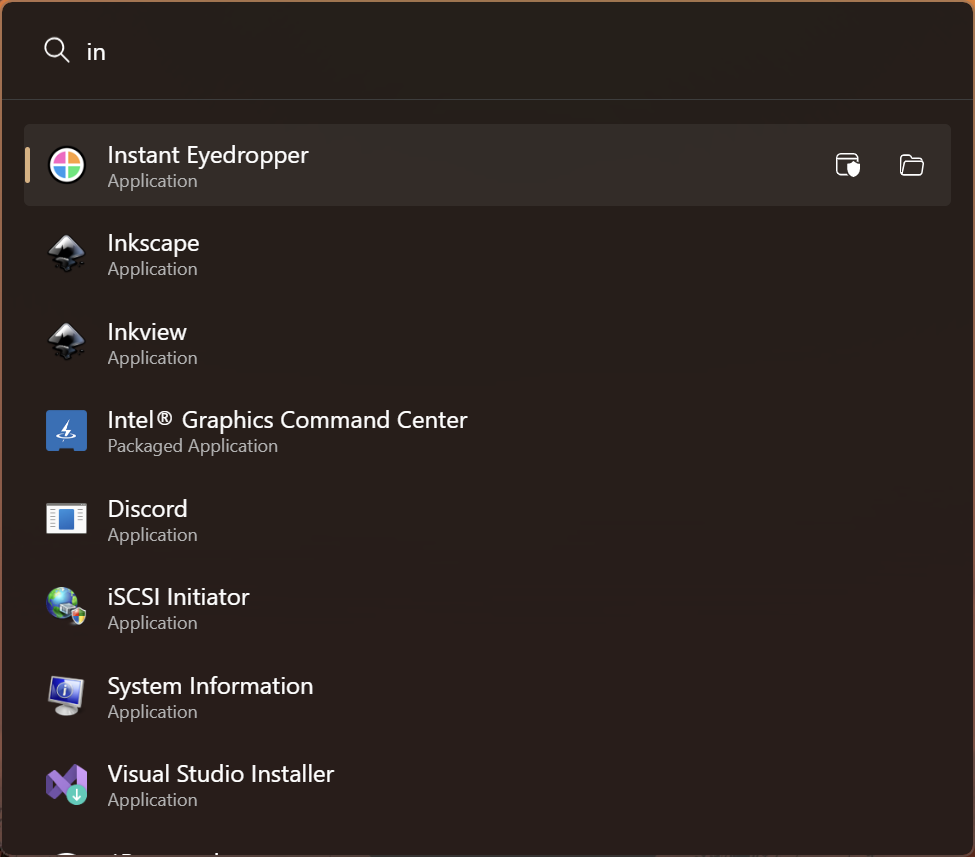 in
Instant Eyedropper
Application
Inkscape
Application
Inkview
Application
Intel® Graphics Command Center
Packaged Application
Discord
Application
iSCSI Initiator
Application
System Information
Application
Visual Studio Installer
Application